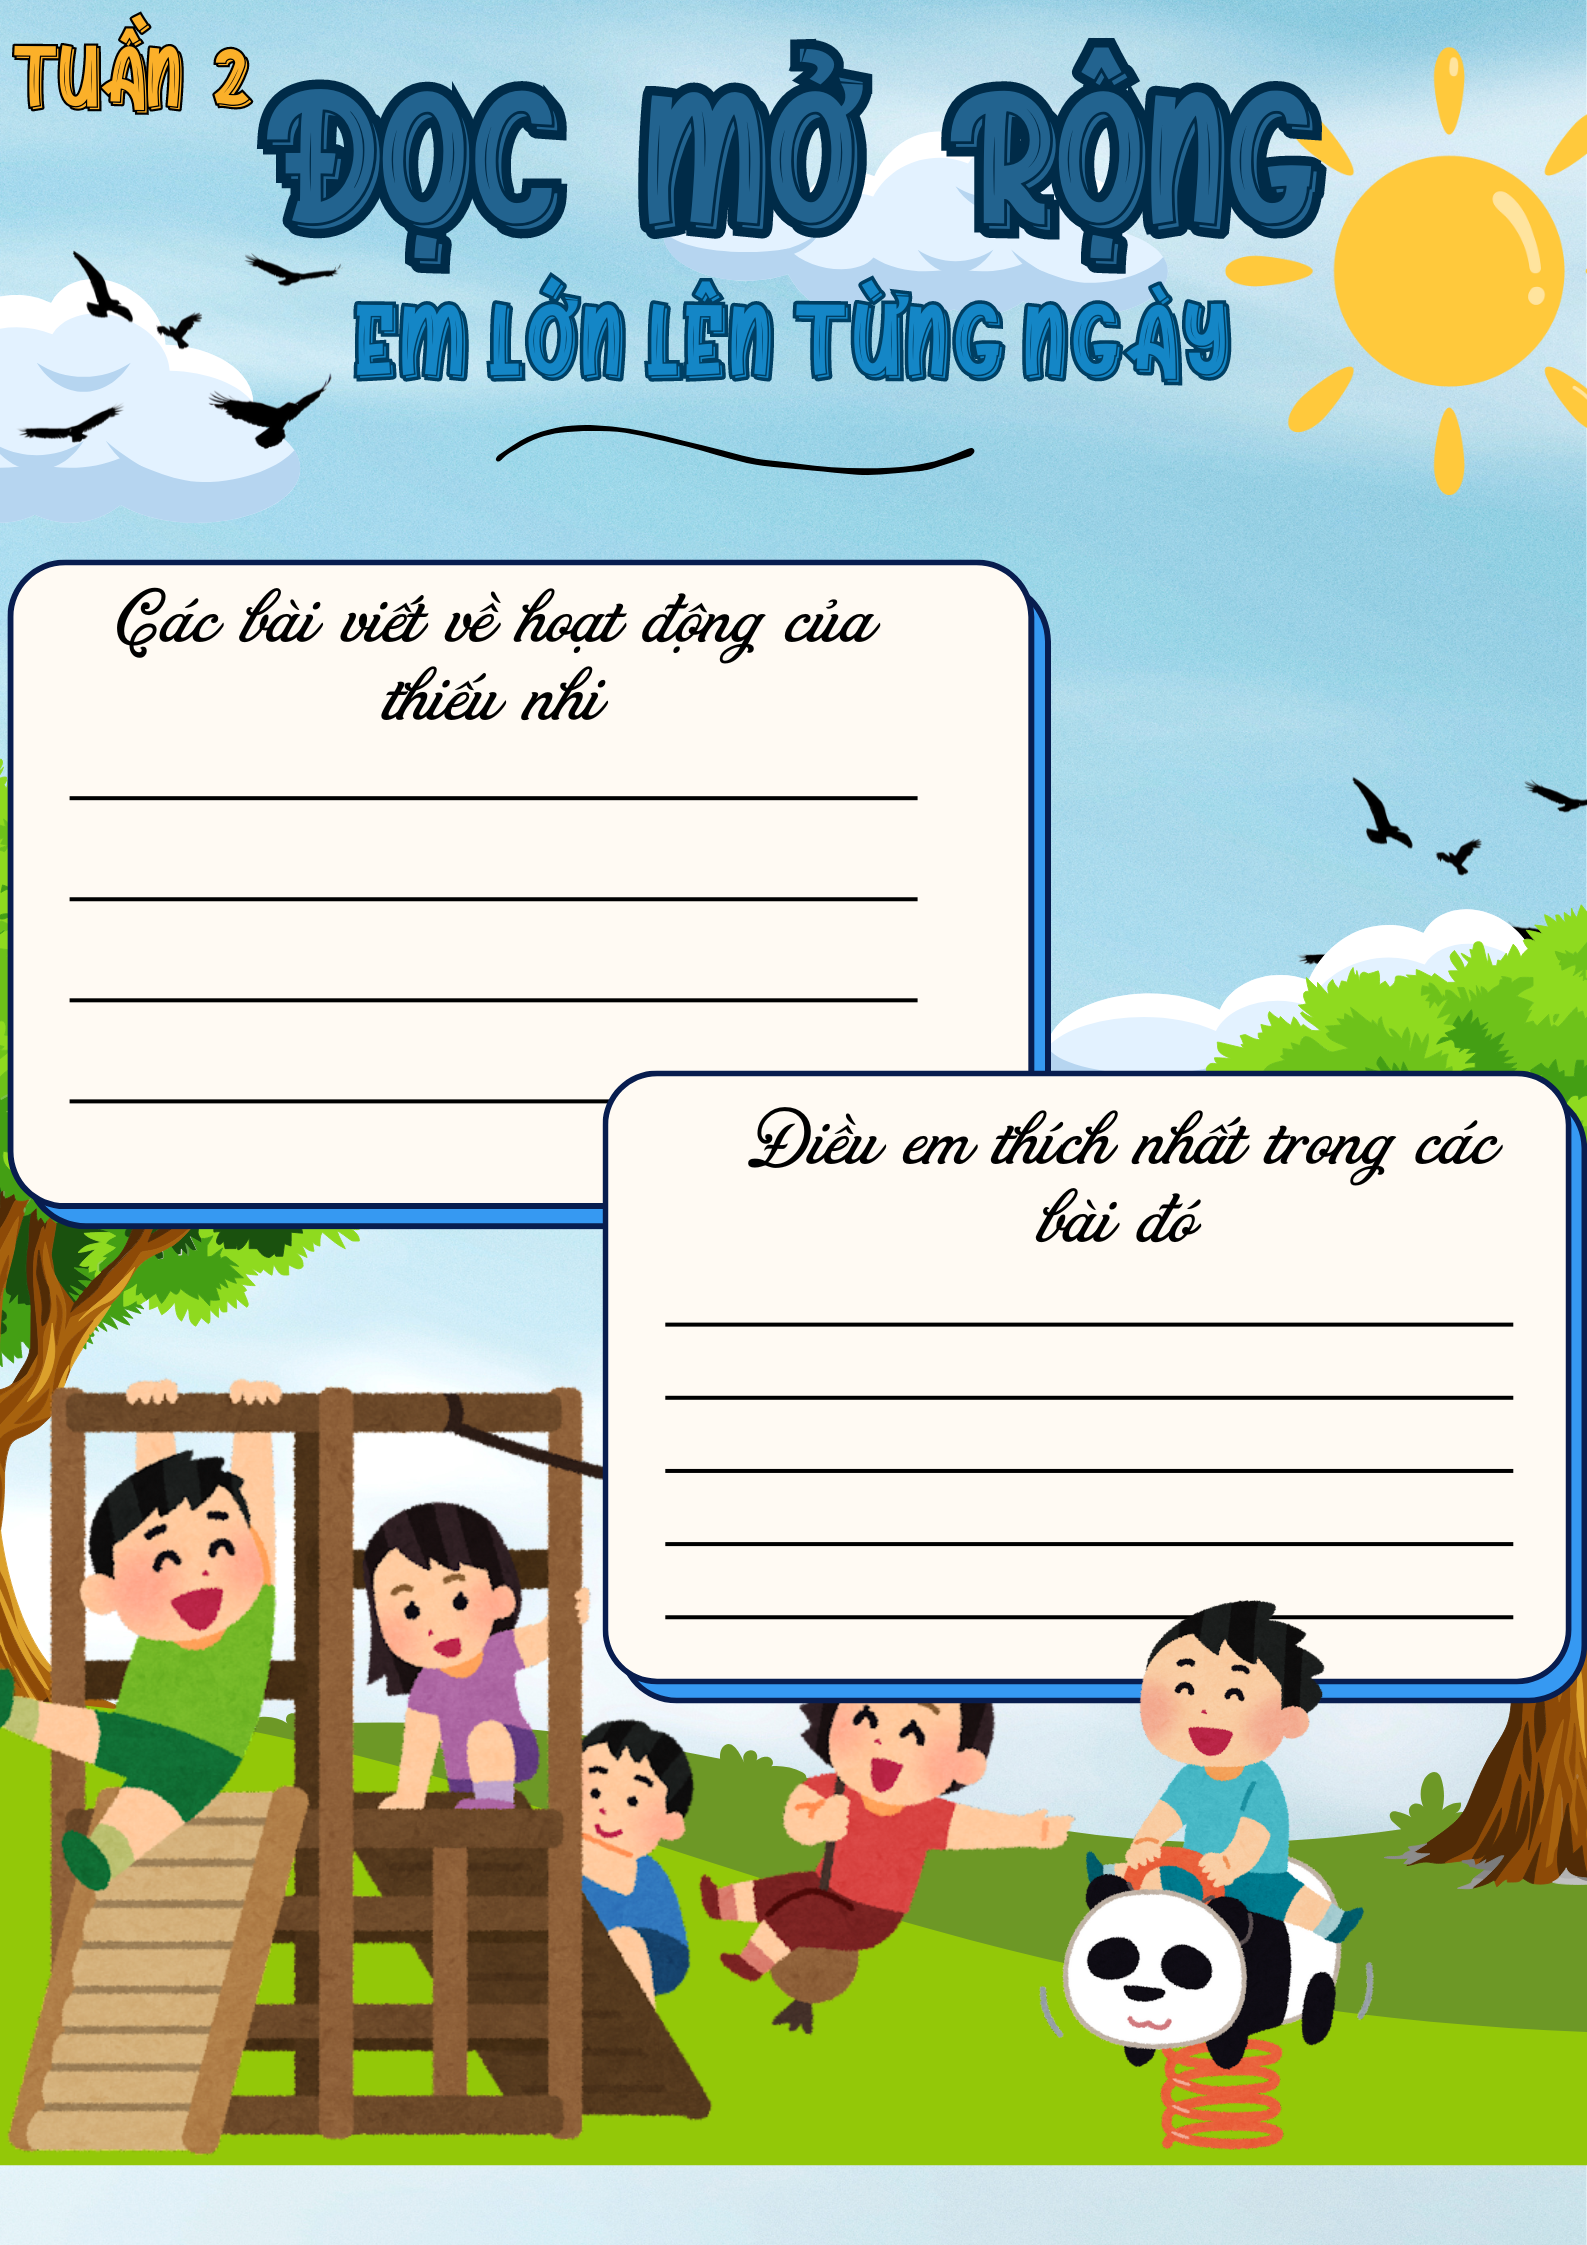 TUẦN 2
ĐỌC MỞ RỘNG
EM LỚN LÊN TỪNG NGÀY
Các bài viết về hoạt động của
thiếu nhi
Điều em thích nhất trong các
bài đó